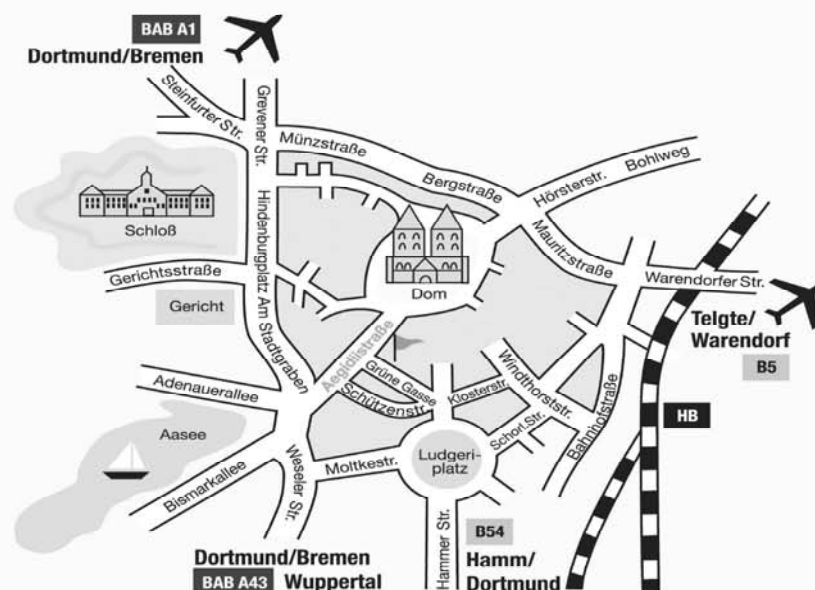 BAB A1
Dortmund/Bremen
Steinfurter Str.
Grevener Str.
Münzstraße
Bergstraße
Hörsterstr.
Bohlweg
Schloß
Hindenburgplatz
Am Stadtgraben
Mauritzstraße
Gerichtsstraße
Gericht
Dom
Warendorfer Str.
Telgte/
Warendorf
B5
Aegidiistraße
Grüne Gasse
Schützenstr.
Klosterstr.
Windthorststr.
Schorl.Str.
Bahnhofstraße
HB
Adenauerallee
Aasee
Bismarkallee
Weseler Str.
Moltkestr.
Ludgeri-
platz
Hammer Str.
B54
Hamm/
Dortmund
Dortmund/Bremen
BAB A43 Wuppertal